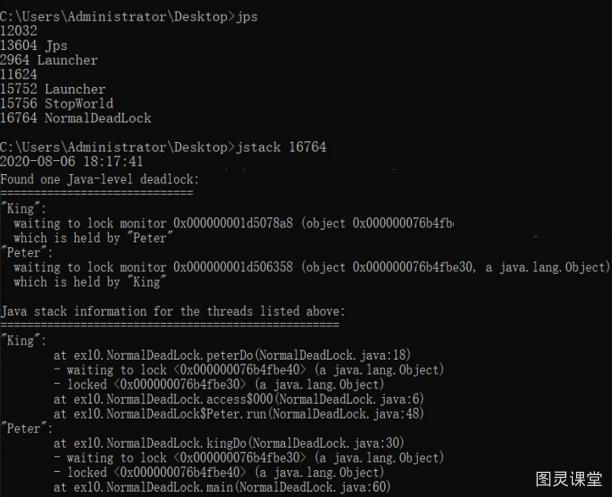 C:\Users\Administrator\Desktop>jps
12032
13604 Jps
2964 Launcher
11624
15752 Launcher
15756 StopWorld
16764 NormalDeadLock
C:\Users\Administrator\Desktop>jstack 16764
2020-08-06 18:17:41
Found one Java-level deadlock:
=============================
"King":
  waiting to lock monitor 0x000000001d5078a8 (object 0x000000076b4fb
  which is held by "Peter"
"Peter":
  waiting to lock monitor 0x000000001d506358 (object 0x000000076b4fbe30, a java.lang.Object)
  which is held by "King"
Java stack information for the threads listed above:
===================================================
"King":
        at ex10.NormalDeadLock.peterDo(NormalDeadLock.java:18)
        - waiting to lock <0x000000076b4fbe40> (a java.lang.Object)
        - locked <0x000000076b4fbe30> (a java.lang.Object)
        at ex10.NormalDeadLock.access$000(NormalDeadLock.java:6)
        at ex10.NormalDeadLock$Peter.run(NormalDeadLock.java:48)
"Peter":
        at ex10.NormalDeadLock.kingDo(NormalDeadLock.java:30)
        - waiting to lock <0x000000076b4fbe30> (a java.lang.Object)
        - locked <0x000000076b4fbe40> (a java.lang.Object)
        at ex10.NormalDeadLock.main(NormalDeadLock.java:60)
图灵课堂